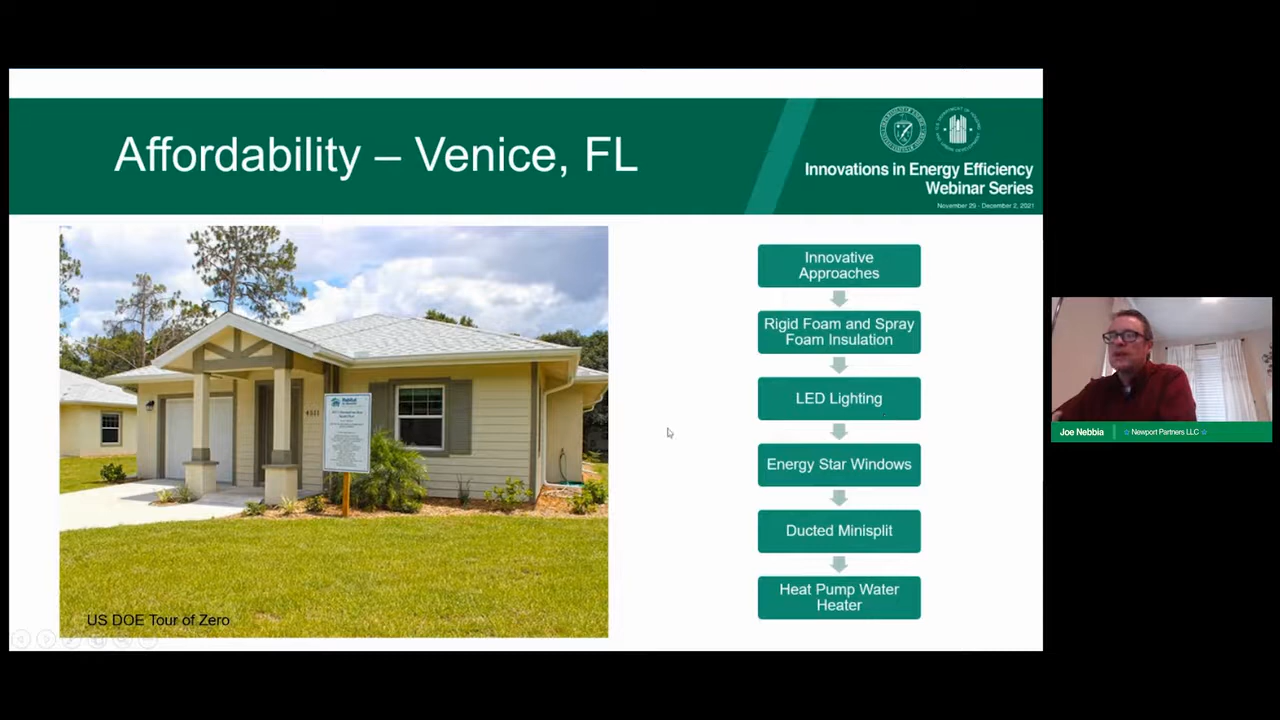 Affordability – Venice, FL
Innovations in Energy Efficiency
Webinar Series
November 29 - December 2, 2021
Innovative
Approaches
Rigid Foam and Spray
Foam Insulation
LED Lighting
Energy Star Windows
Ducted Minisplit
Heat Pump Water
Heater
4511
US DOE Tour of Zero
Joe Nebbia
Newport Partners LLC